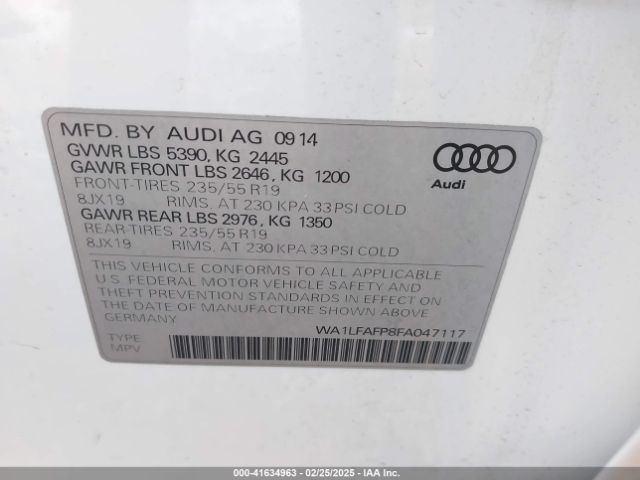 MFD. BY AUDI AG 09 14
GVWR LBS 5390, KG 2445
GAWR FRONT LBS 2646, KG 1200
FRONT-TIRES 235/55 R19
8JX19 RIMS. AT 230 KPA 33 PSI COLD
GAWR REAR LBS 2976, KG 1350
REAR-TIRES 235/55 R19
8JX19 RIMS. AT 230 KPA 33 PSI COLD
Audi
THIS VEHICLE CONFORMS TO ALL APPLICABLE
U.S. FEDERAL MOTOR VEHICLE SAFETY AND
THEFT PREVENTION STANDARDS IN EFFECT ON
THE DATE OF MANUFACTURE SHOWN ABOVE
GERMANY
WA1LFAFP8FA047117
TYPE
MPV
000-41634963 - 02/25/2025 - IAA Inc.